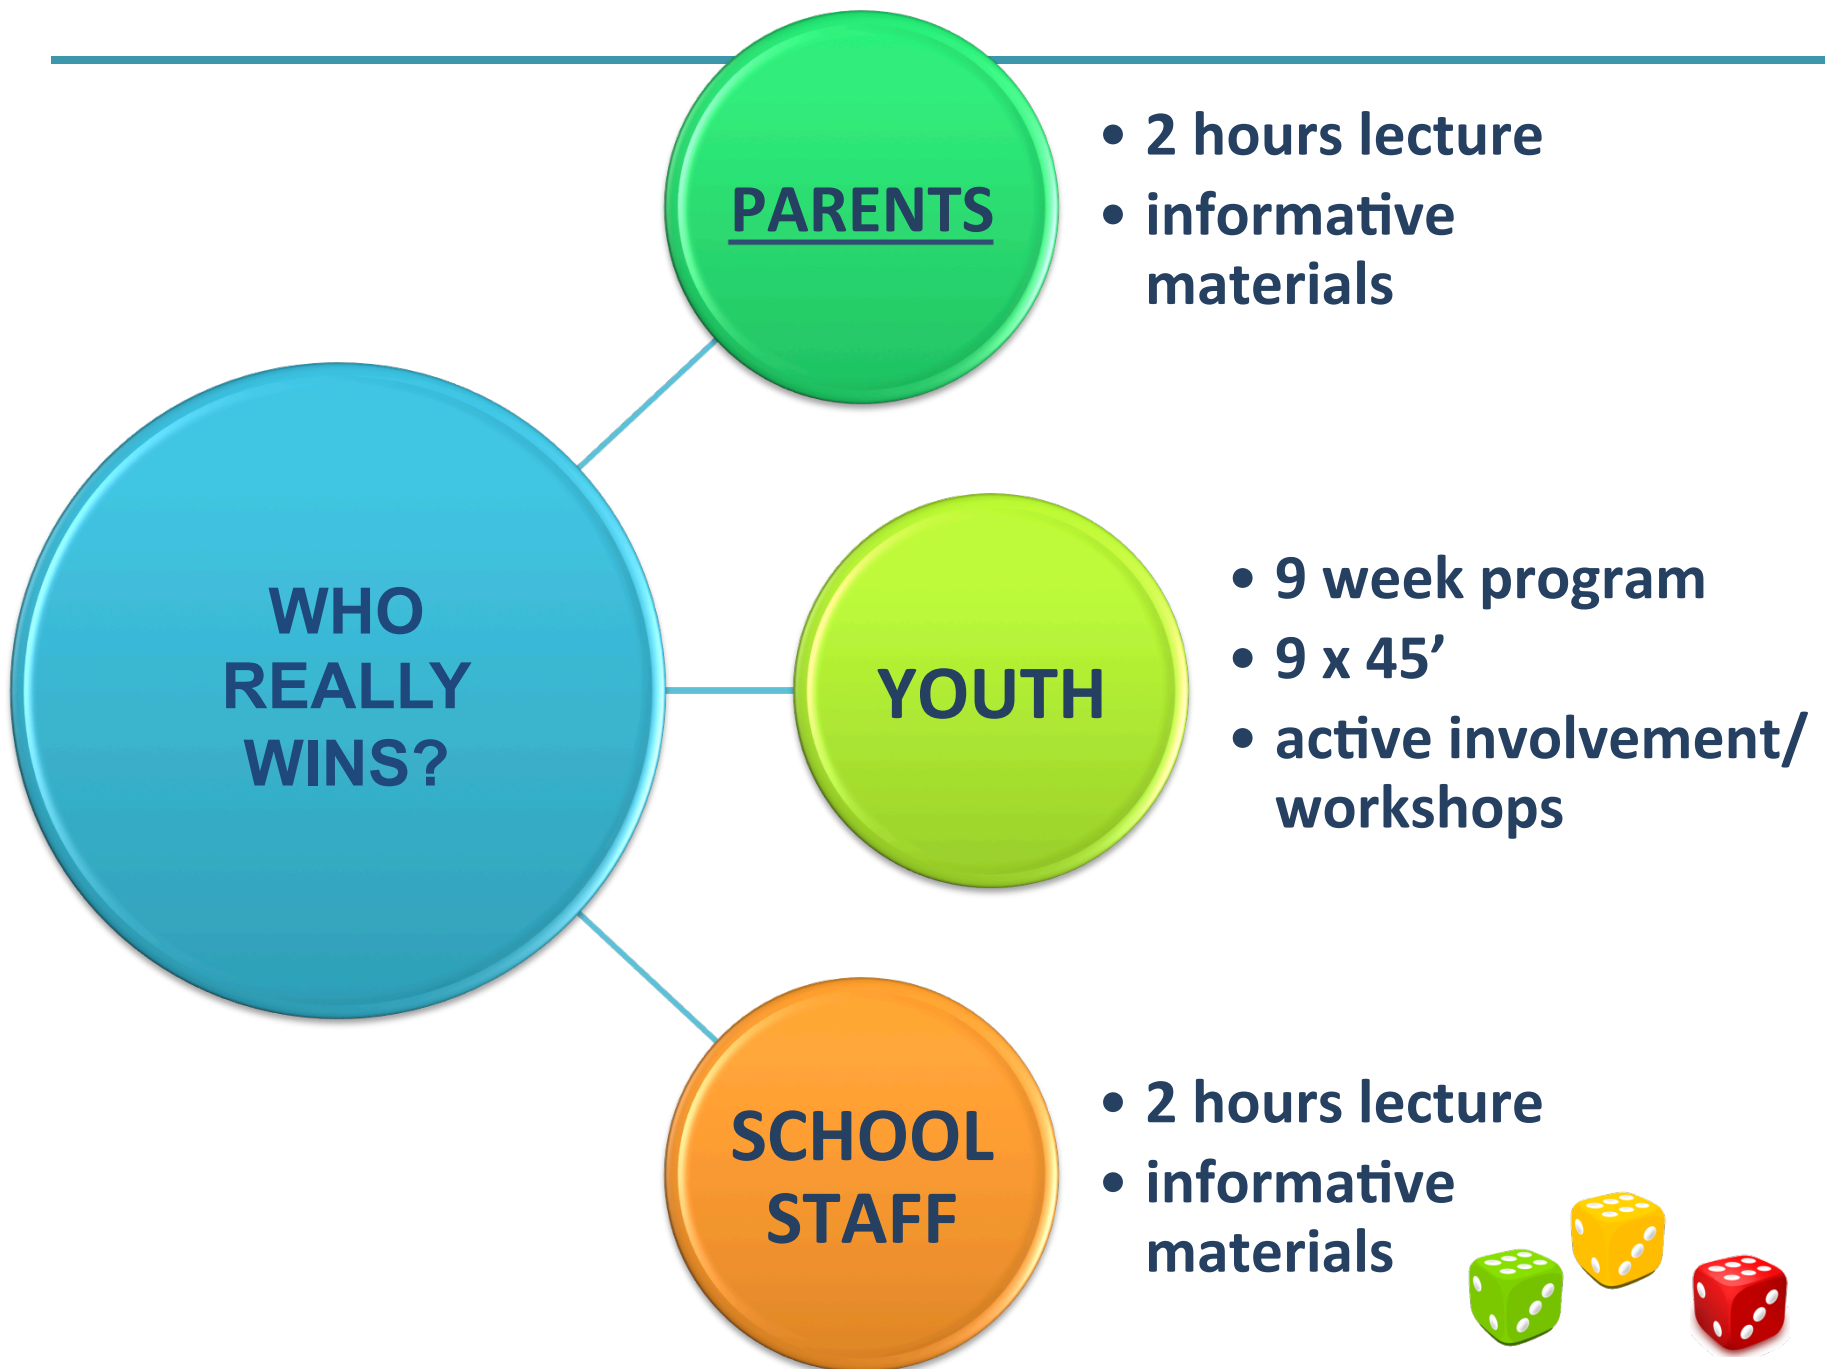 PARENTS
• 2 hours lecture
• informative
materials
WHO
REALLY
WINS?
YOUTH
• 9 week program
• 9 x 45’
• active involvement/
workshops
SCHOOL
STAFF
• 2 hours lecture
• informative
materials